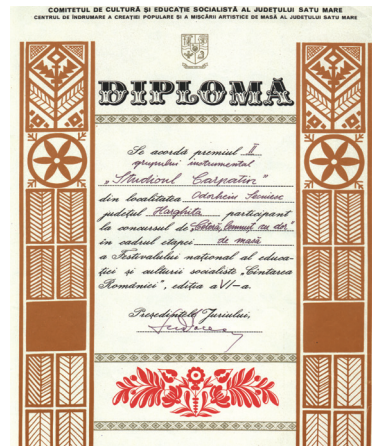 COMITETUL DE CULTURĂ ȘI EDUCAȚIE SOCIALISTĂ AL JUDEȚULUI SATU MARE
CENTRUL DE ÎNDRUMARE A CREAȚIEI POPULARE ȘI A MIȘCĂRII ARTISTICE DE MASĂ AL JUDEȚULUI SATU MARE
DIPLOMĂ
Se acordă premiul II
grupului instrumental
„Studioul Carpatin"
din localitatea Odorheiu Secuiesc
județul Harghita participant
la concursul de
în cadrul etapei de masă
a Festivalului național al educa-
ției și culturii socialiste „Cîntarea
României", ediția a VI-a.
Președintele Juriului,